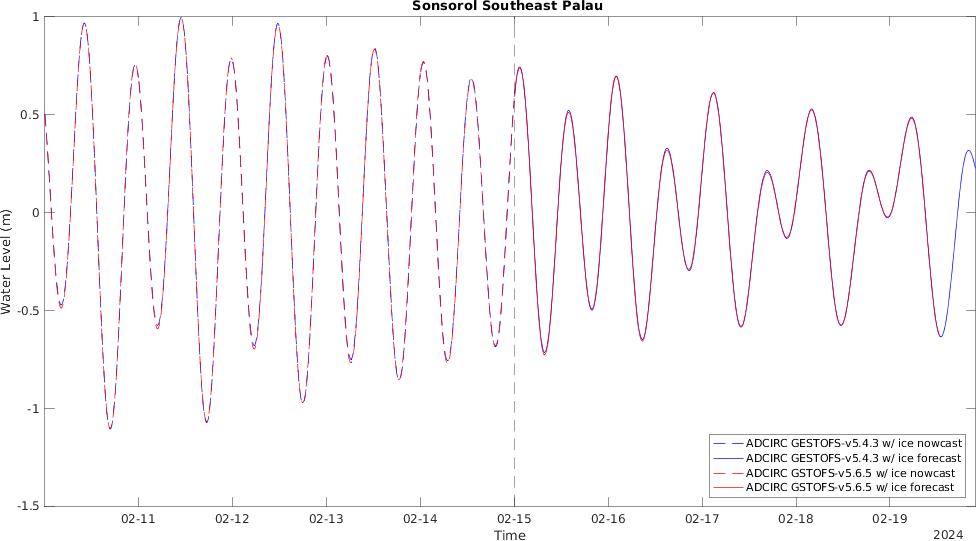 Sonsorol Southeast Palau
Water Level (m)
1
0.5
0
-0.5
-1
-1.5
02-11
02-12
02-13
02-14
02-15
02-16
02-17
02-18
02-19
Time
2024
ADCIRC GESTOFS-v5.4.3 w/ ice nowcast
ADCIRC GESTOFS-v5.4.3 w/ ice forecast
ADCIRC GSTOFS-v5.6.5 w/ ice nowcast
ADCIRC GSTOFS-v5.6.5 w/ ice forecast